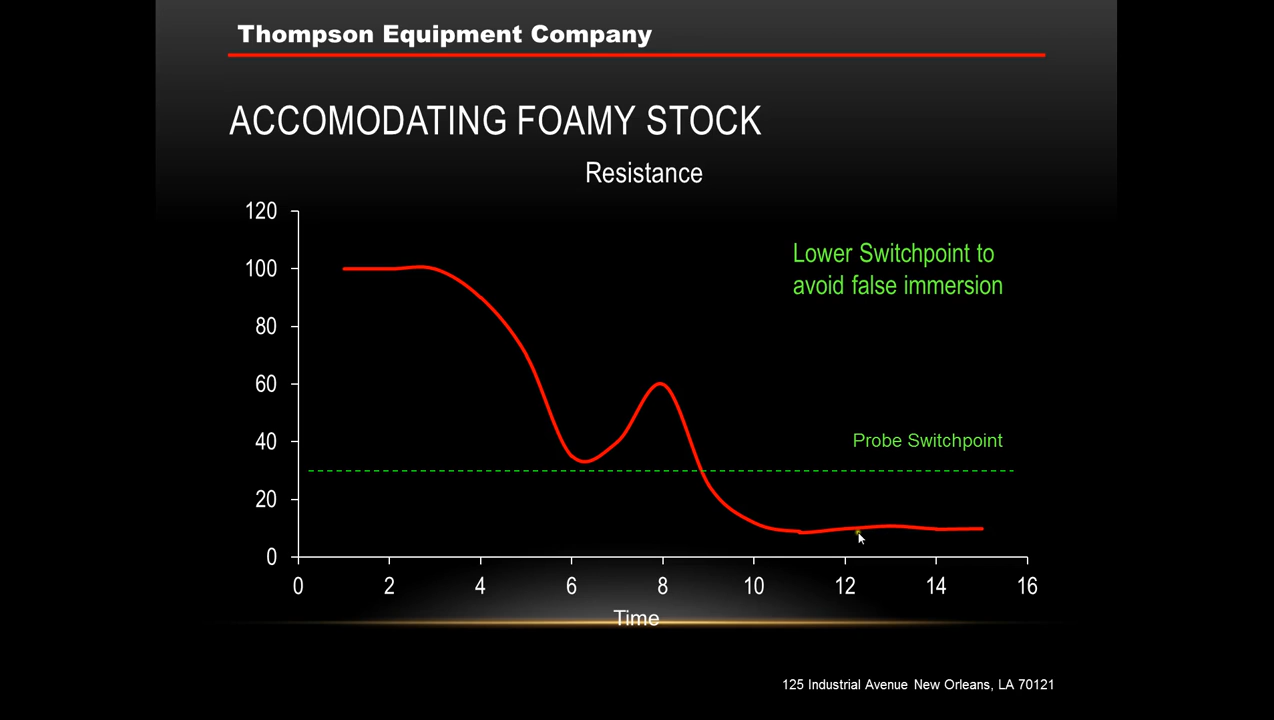 Thompson Equipment Company
ACCOMODATING FOAMY STOCK
Resistance
120
100
80
60
40
20
0
Lower Switchpoint to
avoid false immersion
Probe Switchpoint
0 2 4 6 8 10 12 14 16
Time
125 Industrial Avenue New Orleans, LA 70121